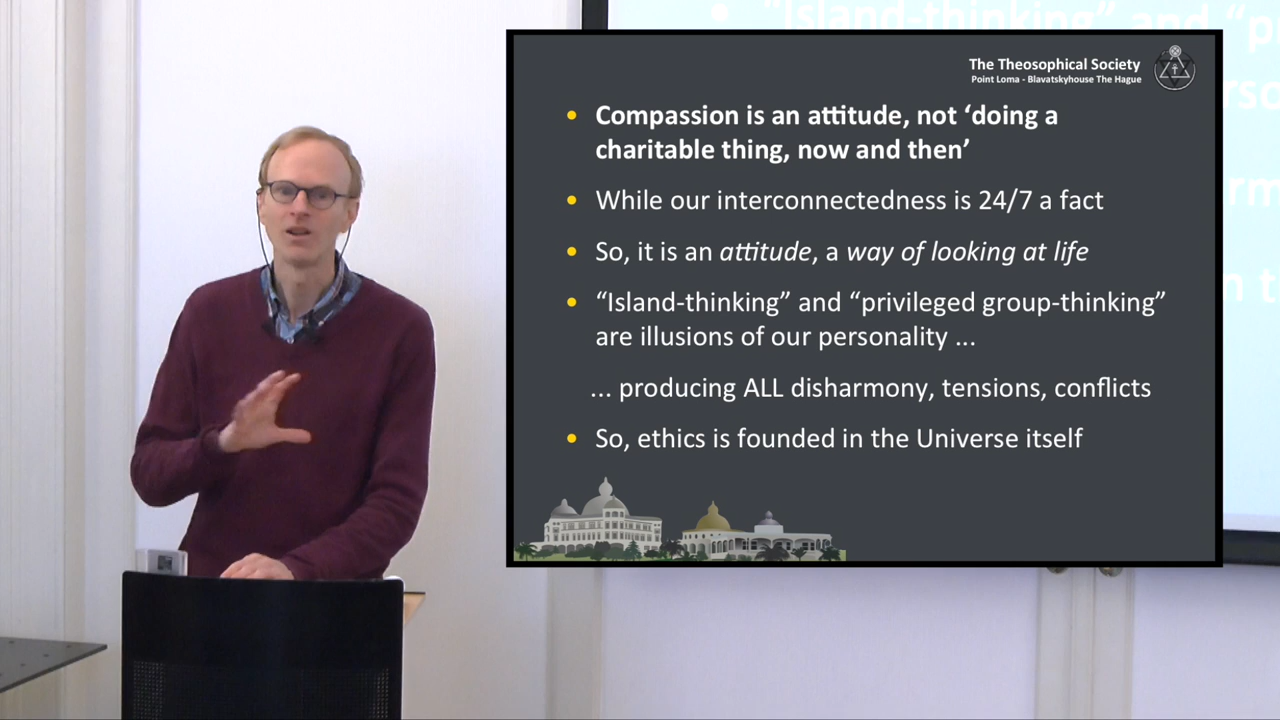 "Island-thinking" and "p
The Theosophical Society
Point Loma - Blavatskyhouse The Hague
• Compassion is an attitude, not ‘doing a
charitable thing, now and then’
• While our interconnectedness is 24/7 a fact
• So, it is an attitude, a way of looking at life
• “Island-thinking” and “privileged group-thinking”
are illusions of our personality ...
... producing ALL disharmony, tensions, conflicts
• So, ethics is founded in the Universe itself